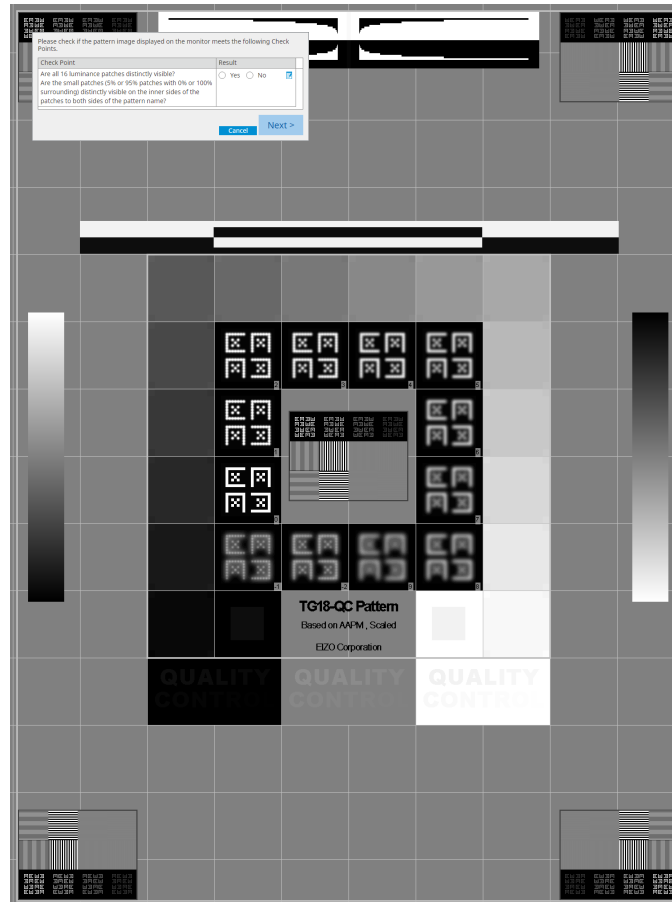 Please check if the pattern image displayed on the monitor meets the following Check
Points.
Check Point
Result
Are all 16 luminance patches distinctly visible?
Are the small patches (5% or 95% patches with 0% or 100%
surrounding) distinctly visible on the inner sides of the
patches to both sides of the pattern name?
Yes
No
Cancel
Next >
TG18-QC Pattern
Based on AAPM , Scaled
EIZO Corporation
QUALITY
CONTROL
QUALITY
CONTROL
QUALITY
CONTROL